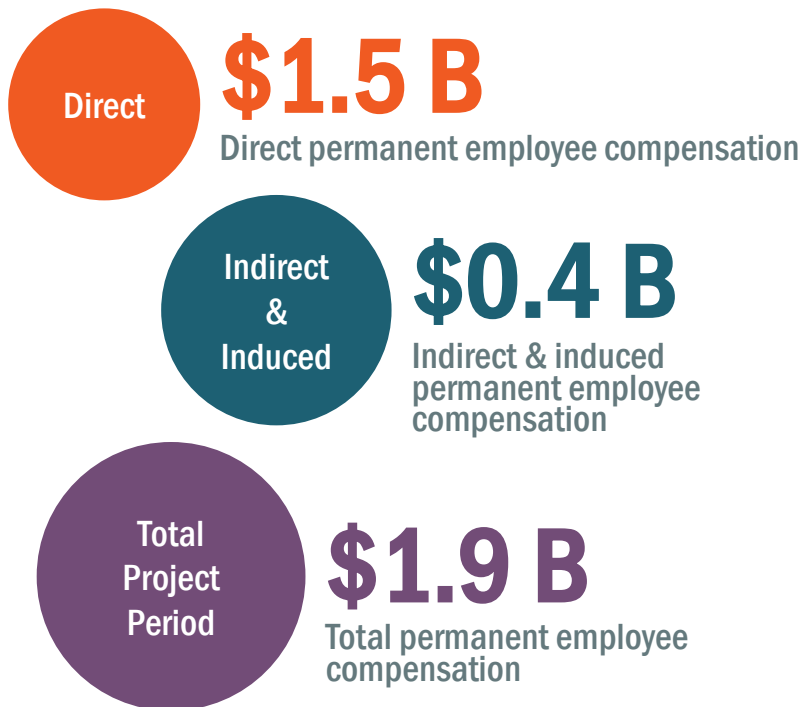 Direct
$1.5 B
Direct permanent employee compensation
Indirect
&
Induced
$0.4 B
Indirect & induced
permanent employee
compensation
Total
Project
Period
$1.9 B
Total permanent employee
compensation